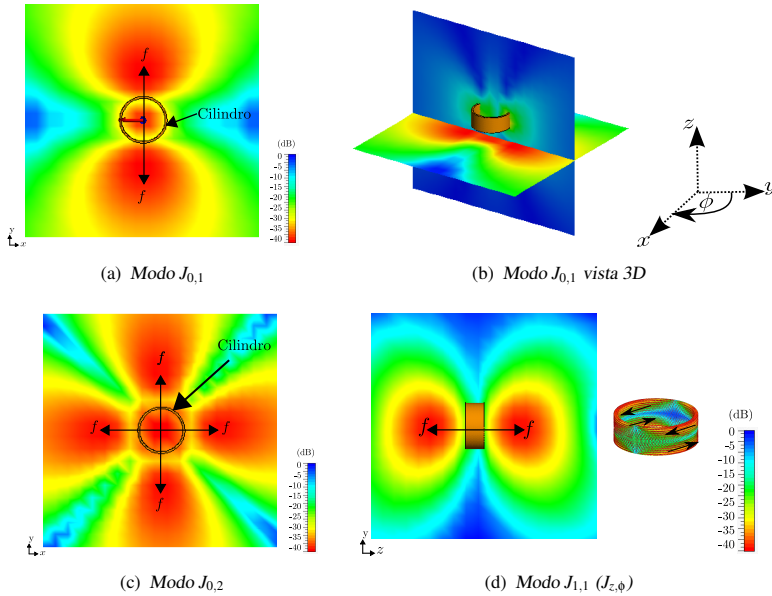 f
Cilindro
f
(dB)
0
-5
-10
-15
-20
-25
-30
-35
-40
y
x
(a) Modo J0,1
z
y
ϕ
x
(b) Modo J0,1 vista 3D
Cilindro
f
f
f
f
(dB)
0
-5
-10
-15
-20
-25
-30
-35
-40
y
x
(c) Modo J0,2
f
f
y
z
(dB)
0
-5
-10
-15
-20
-25
-30
-35
-40
(d) Modo J1,1 (Jz,ϕ)